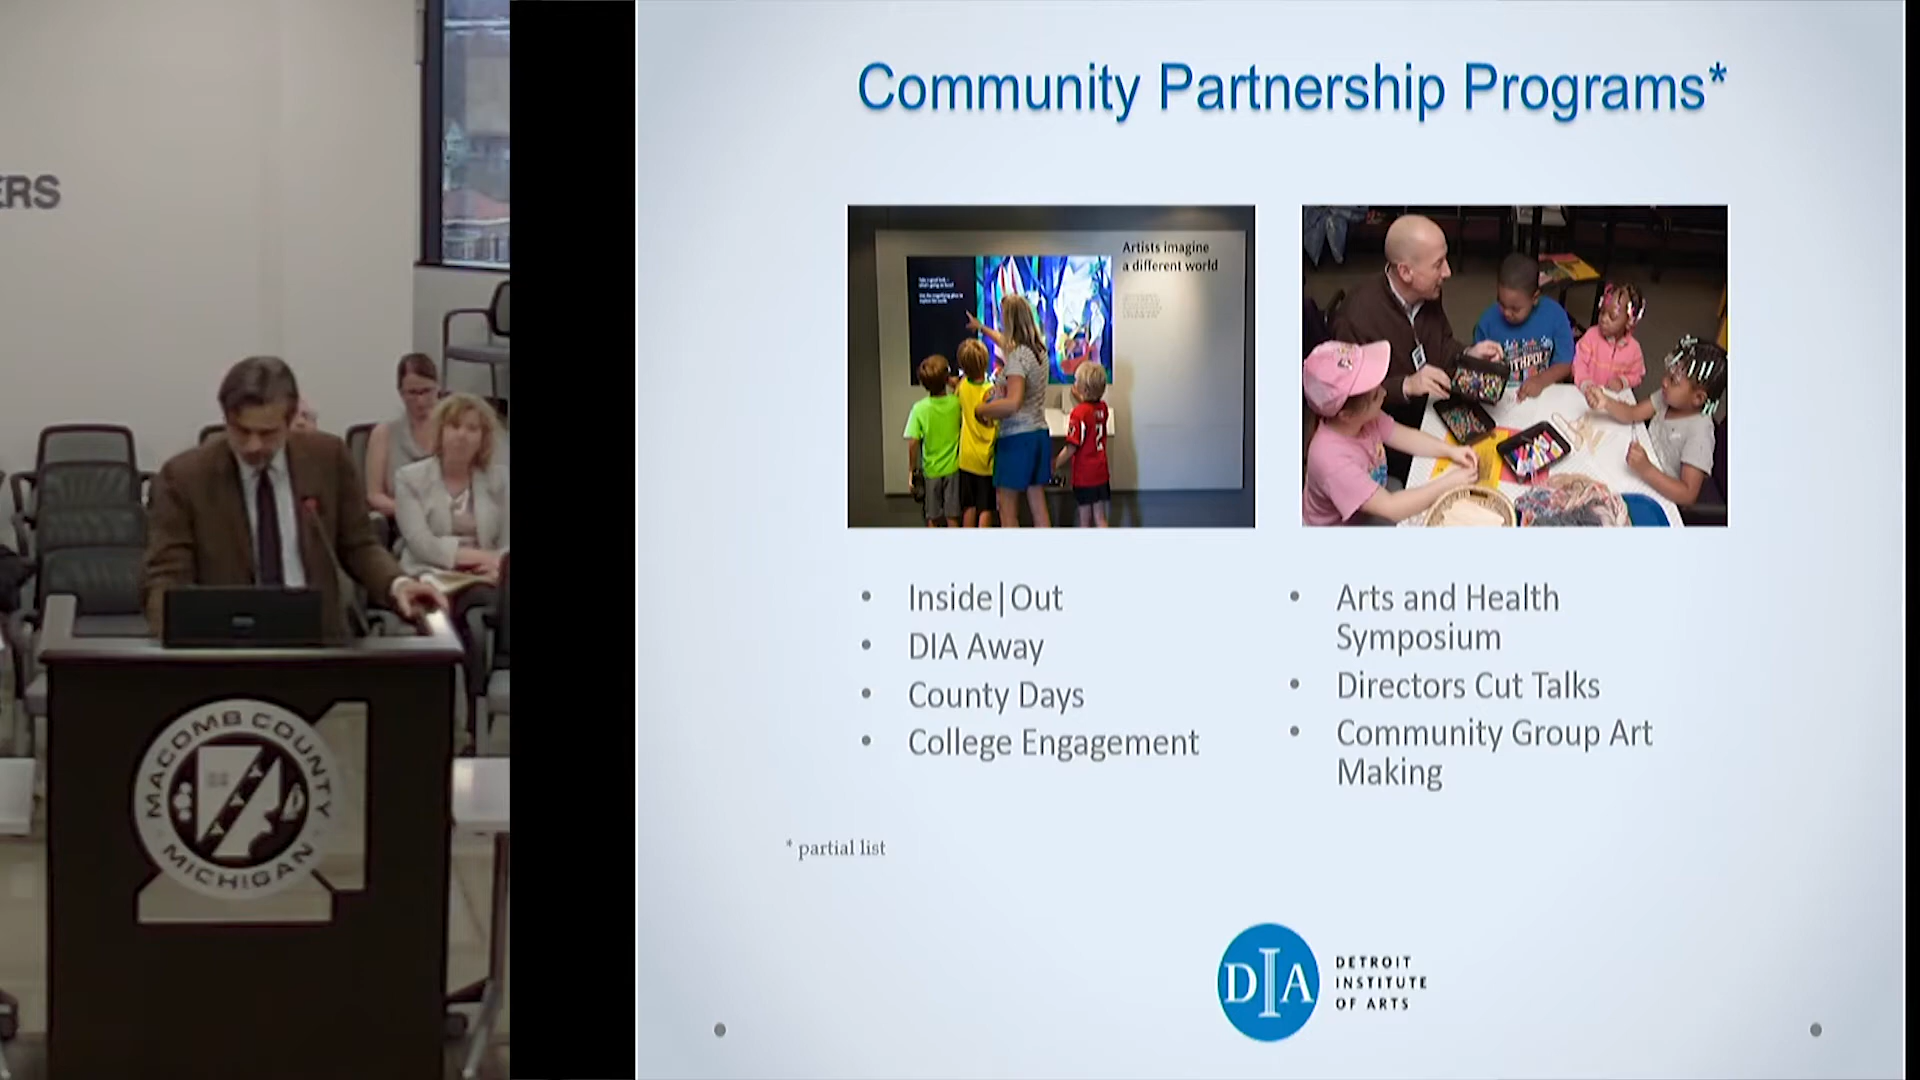 ERS
MACOMB COUNTY
MICHIGAN
Community Partnership Programs*
Artists imagine
a different world
• Inside|Out
• DIA Away
• County Days
• College Engagement
• Arts and Health
Symposium
• Directors Cut Talks
• Community Group Art
Making
* partial list
DIA
DETROIT
INSTITUTE
OF ARTS